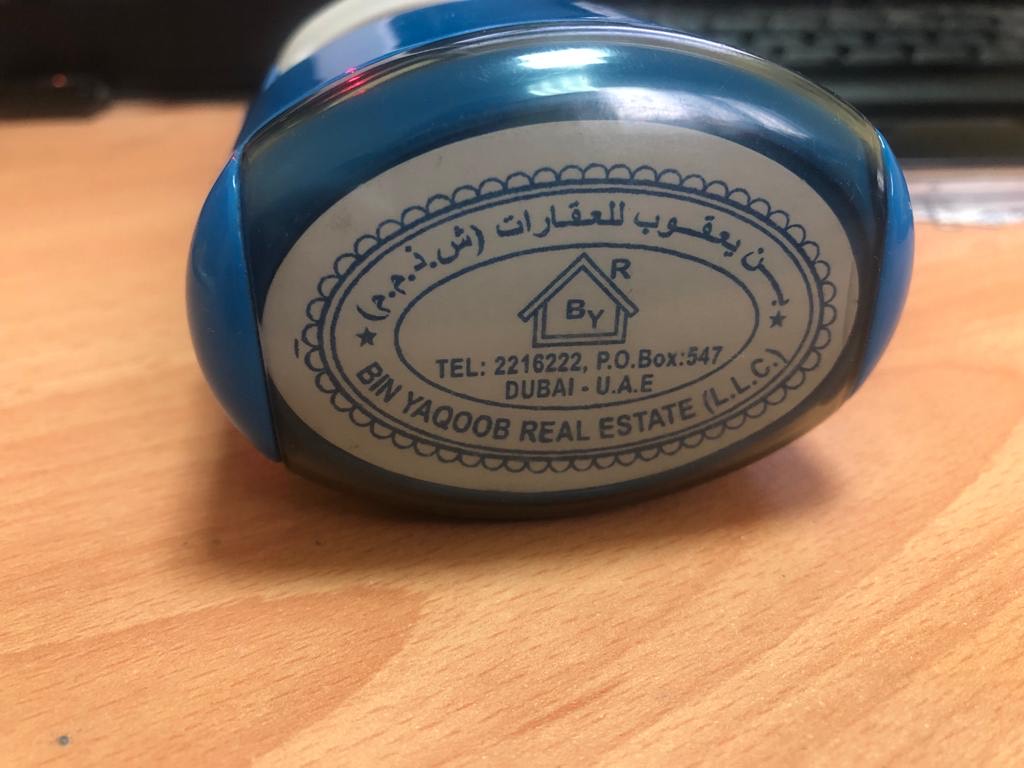 بن يعقوب للعقارات (ش.ذ.م.م)
R
BY
TEL: 2216222, P.O.Box:547
DUBAI - U.A.E
BIN YAQOOB REAL ESTATE (L.L.C.)